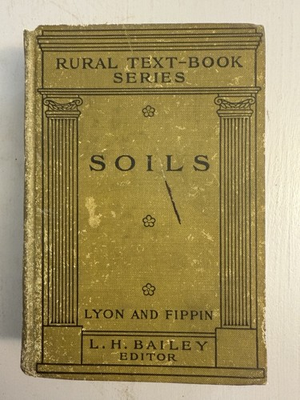 RURAL TEXT-BOOK
SERIES
SOILS
LYON AND FIPPIN
L. H. BAILEY
EDITOR